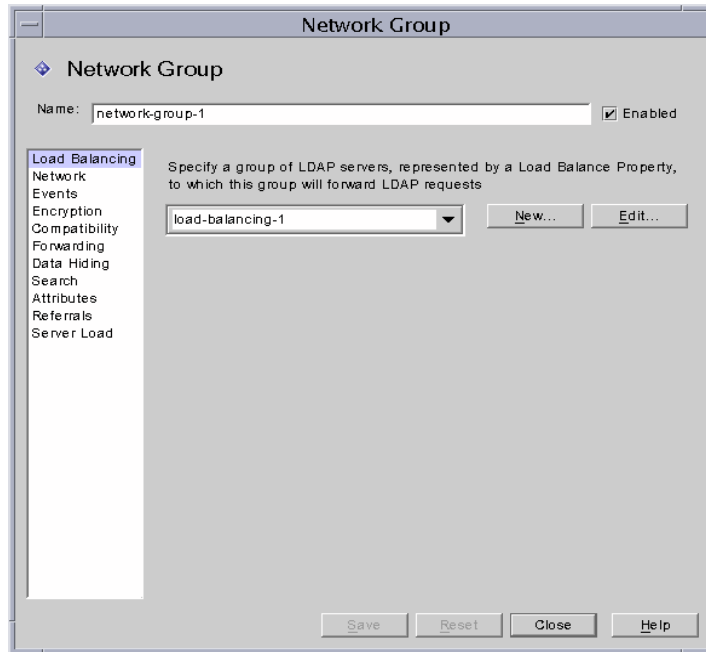 Network Group
Network Group
Name: network-group-1 Enabled
Load Balancing
Network
Events
Encryption
Compatibility
Forwarding
Data Hiding
Search
Attributes
Referrals
Server Load
Specify a group of LDAP servers, represented by a Load Balance Property,
to which this group will forward LDAP requests
load-balancing-1 New... Edit...
Save Reset Close Help